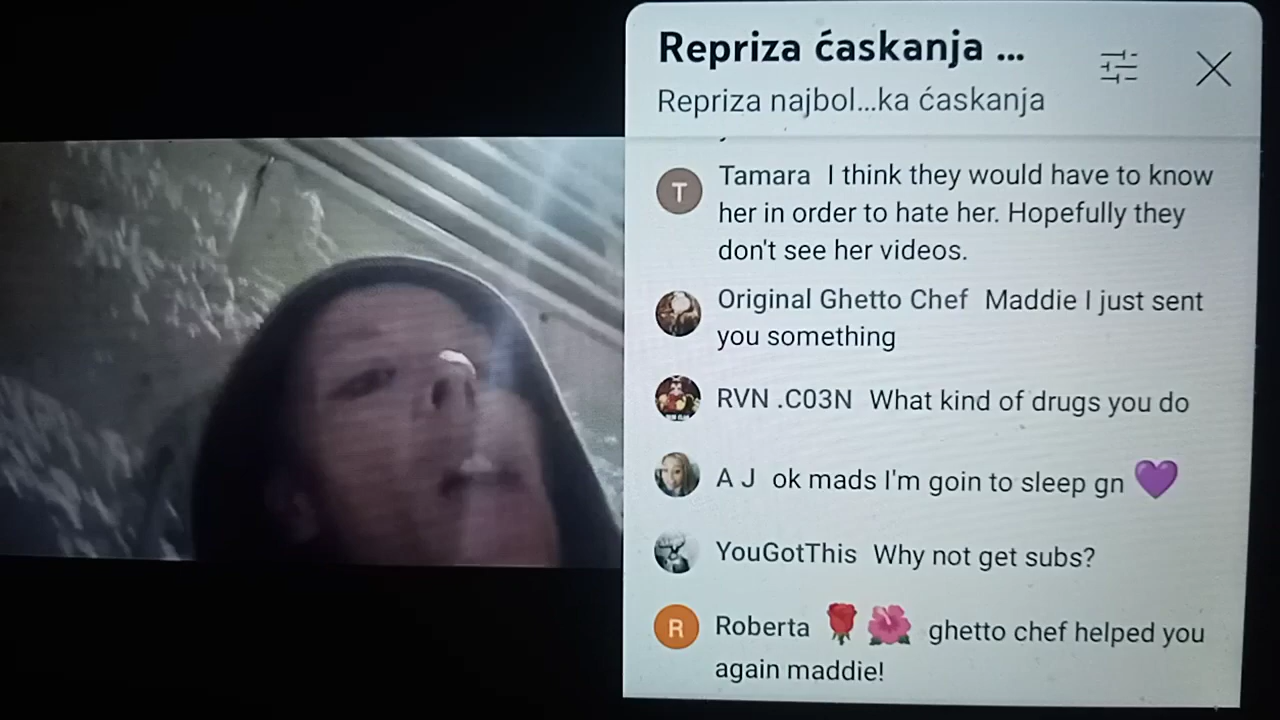 Repriza ćaskanja ...
Repriza najbol...ka ćaskanja
T
Tamara I think they would have to know
her in order to hate her. Hopefully they
don't see her videos.
Original Ghetto Chef Maddie I just sent
you something
RVN .C03N What kind of drugs you do
A J ok mads I'm goin to sleep gn 💜
YouGotThis Why not get subs?
R
Roberta 🌹🌺 ghetto chef helped you
again maddie!